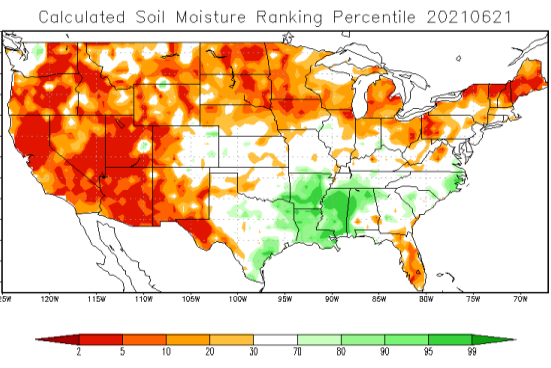 Calculated Soil Moisture Ranking Percentile 20210621
25W 120W 115W 110W 105W 100W 95W 90W 85W 80W 75W 70W
2 5 10 20 30 70 80 90 95 99